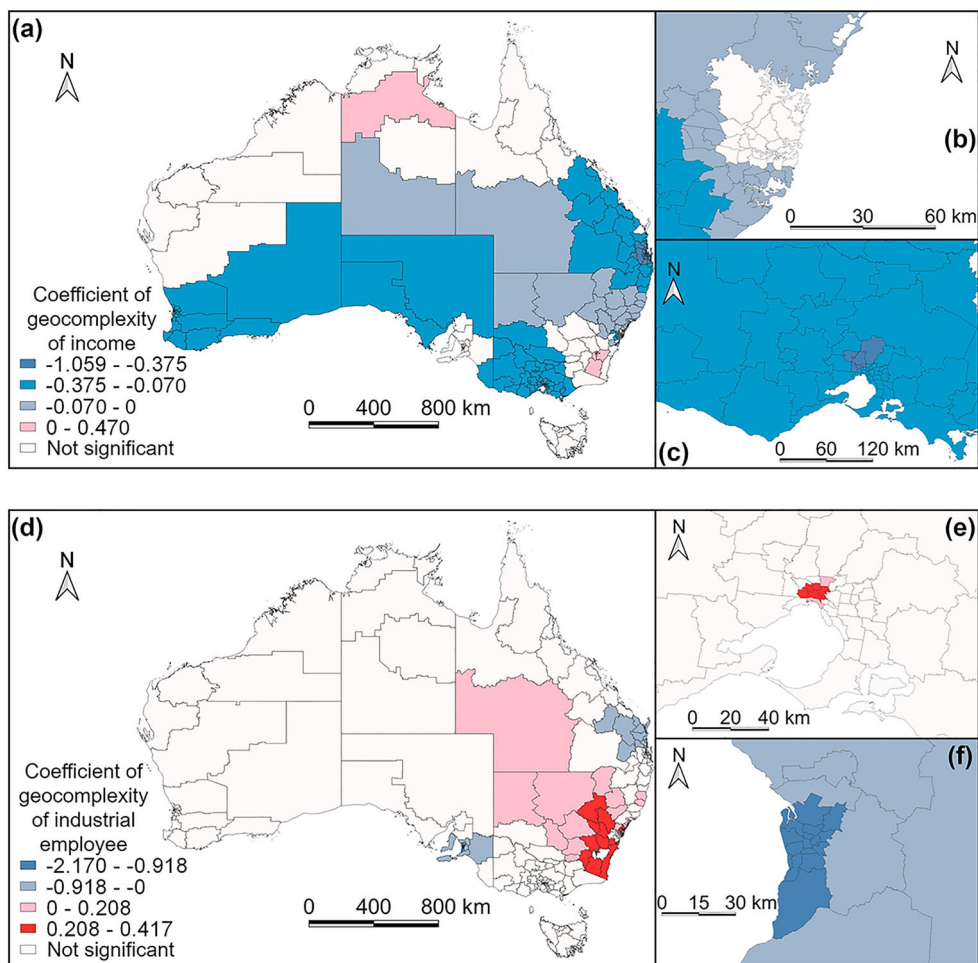 (a)
N
Coefficient of
geocomplexity
of income
-1.059 - -0.375
-0.375 - -0.070
-0.070 - 0
0 - 0.470
Not significant
0 400 800 km
N
(b)
0 30 60 km
N
(c)
0 60 120 km
(d)
N
Coefficient of
geocomplexity
of industrial
employee
-2.170 - -0.918
-0.918 - -0
0 - 0.208
0.208 - 0.417
Not significant
0 400 800 km
N
(e)
0 20 40 km
N
(f)
0 15 30 km